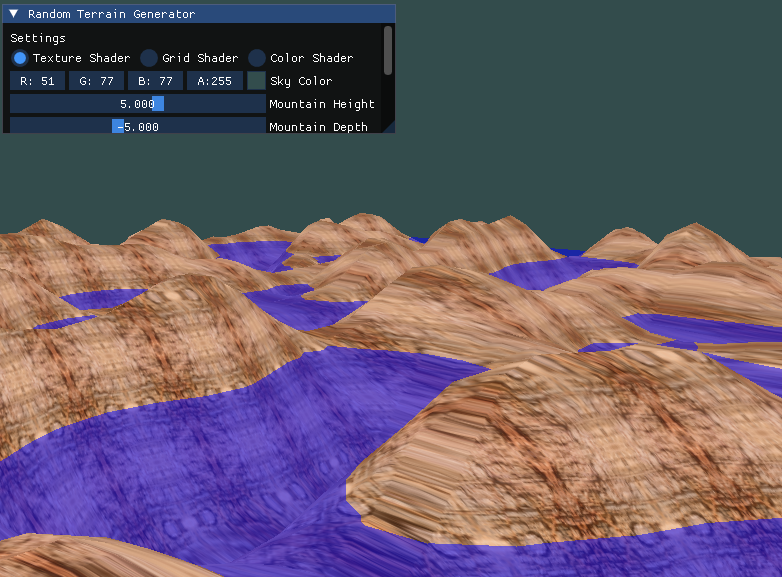 Random Terrain Generator
Settings
Texture Shader Grid Shader Color Shader
R: 51 G: 77 B: 77 A:255 Sky Color
5.000 Mountain Height
-5.000 Mountain Depth